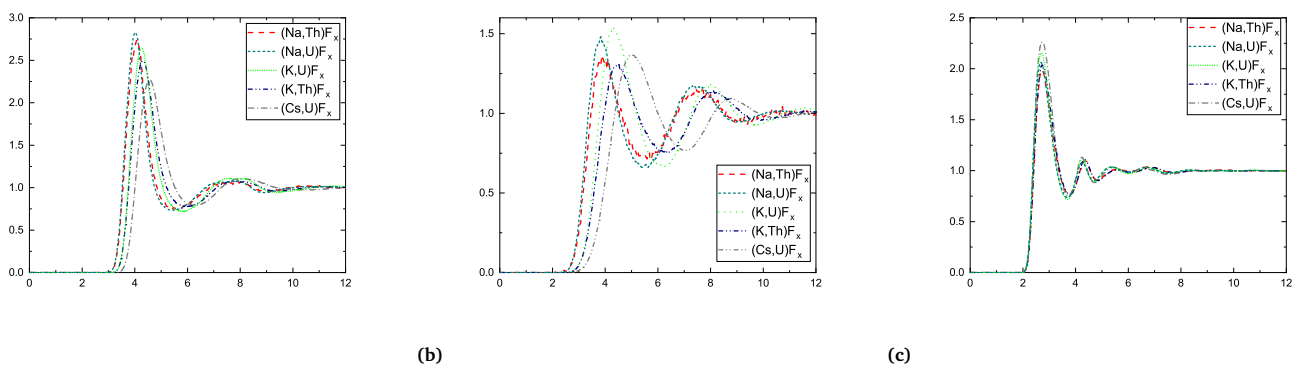 3.0
2.5
2.0
1.5
1.0
0.5
0.0
0 2 4 6 8 10 12
(Na,Th)Fx
(Na,U)Fx
(K,U)Fx
(K,Th)Fx
(Cs,U)Fx
1.5
1.0
0.5
0.0
0 2 4 6 8 10 12
(Na,Th)Fx
(Na,U)Fx
(K,U)Fx
(K,Th)Fx
(Cs,U)Fx
2.5
2.0
1.5
1.0
0.5
0.0
0 2 4 6 8 10 12
(Na,Th)Fx
(Na,U)Fx
(K,U)Fx
(K,Th)Fx
(Cs,U)Fx
(b)
(c)